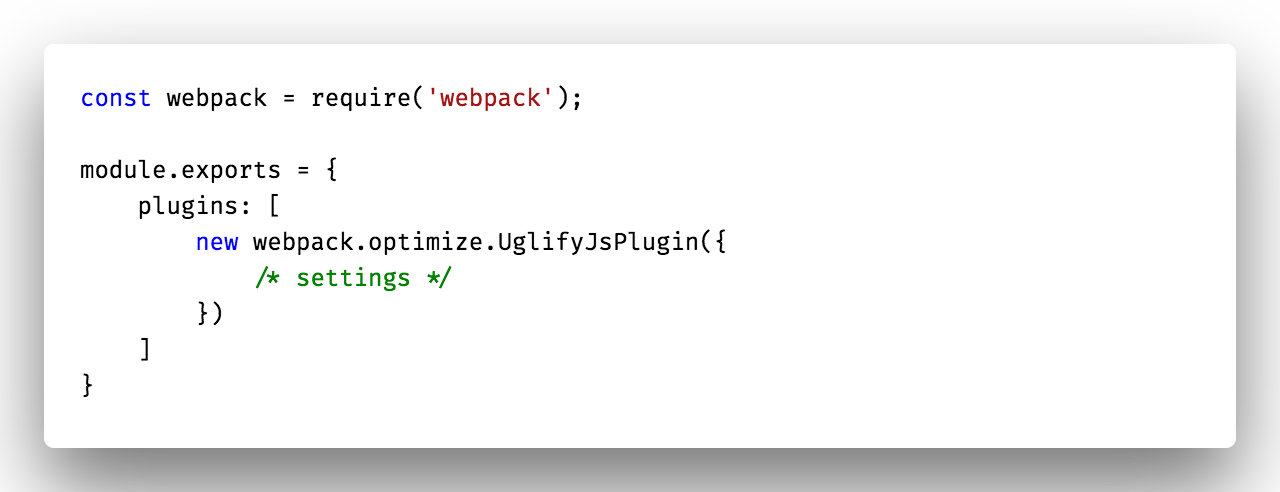 const webpack = require('webpack');
module.exports = {
    plugins: [
        new webpack.optimize.UglifyJsPlugin({
            /* settings */
        })
    ]
}